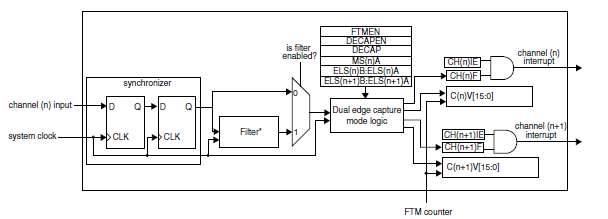 FTMEN
DECAPEN
DECAP
MS(n)A
ELS(n)B:ELS(n)A
ELS(n+1)B:ELS(n+1)A
is filter
enabled?
synchronizer
channel (n) input
D Q
D Q
CLK
CLK
system clock
Filter*
0
1
Dual edge capture
mode logic
CH(n)IE
CH(n)F
channel (n)
interrupt
C(n)V[15:0]
CH(n+1)IE
CH(n+1)F
channel (n+1)
interrupt
C(n+1)V[15:0]
FTM counter